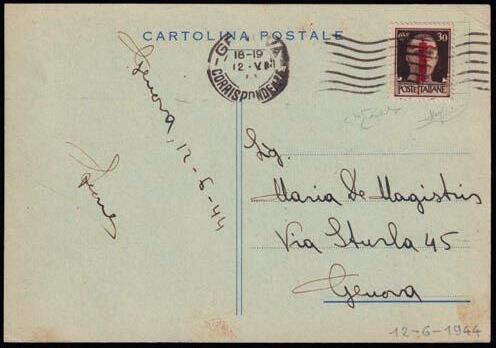 CARTOLINA POSTALE
18-19
12·VI
CORRISPONDENZE
30
POSTE ITALIANE
Genova, 12-6-44
Sig.
Maria De Magistris
Via Sturla 45
Genova
12-6-1944